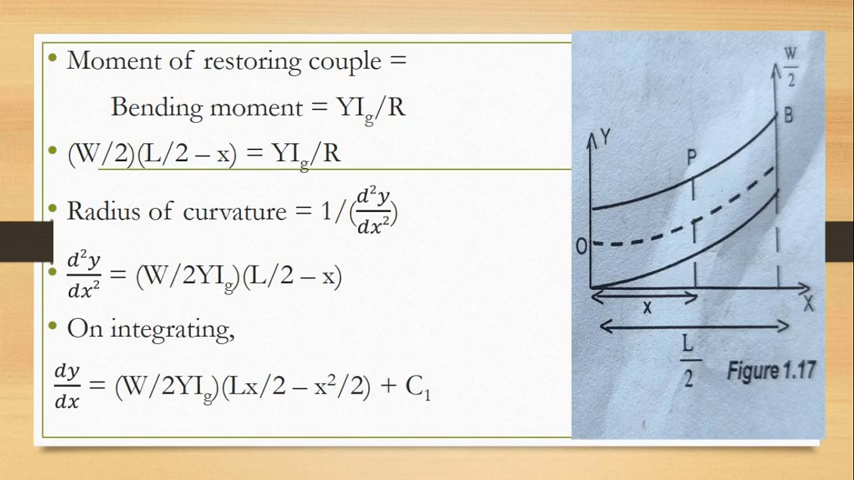 • Moment of restoring couple =
Bending moment = YI_g/R
• (W/2)(L/2 – x) = YI_g/R
• Radius of curvature = 1/(d²y/dx²)
• d²y/dx² = (W/2YI_g)(L/2 – x)
• On integrating,
dy/dx = (W/2YI_g)(Lx/2 – x²/2) + C₁
W/2
Y
B
P
O
X
x
L/2
Figure 1.17